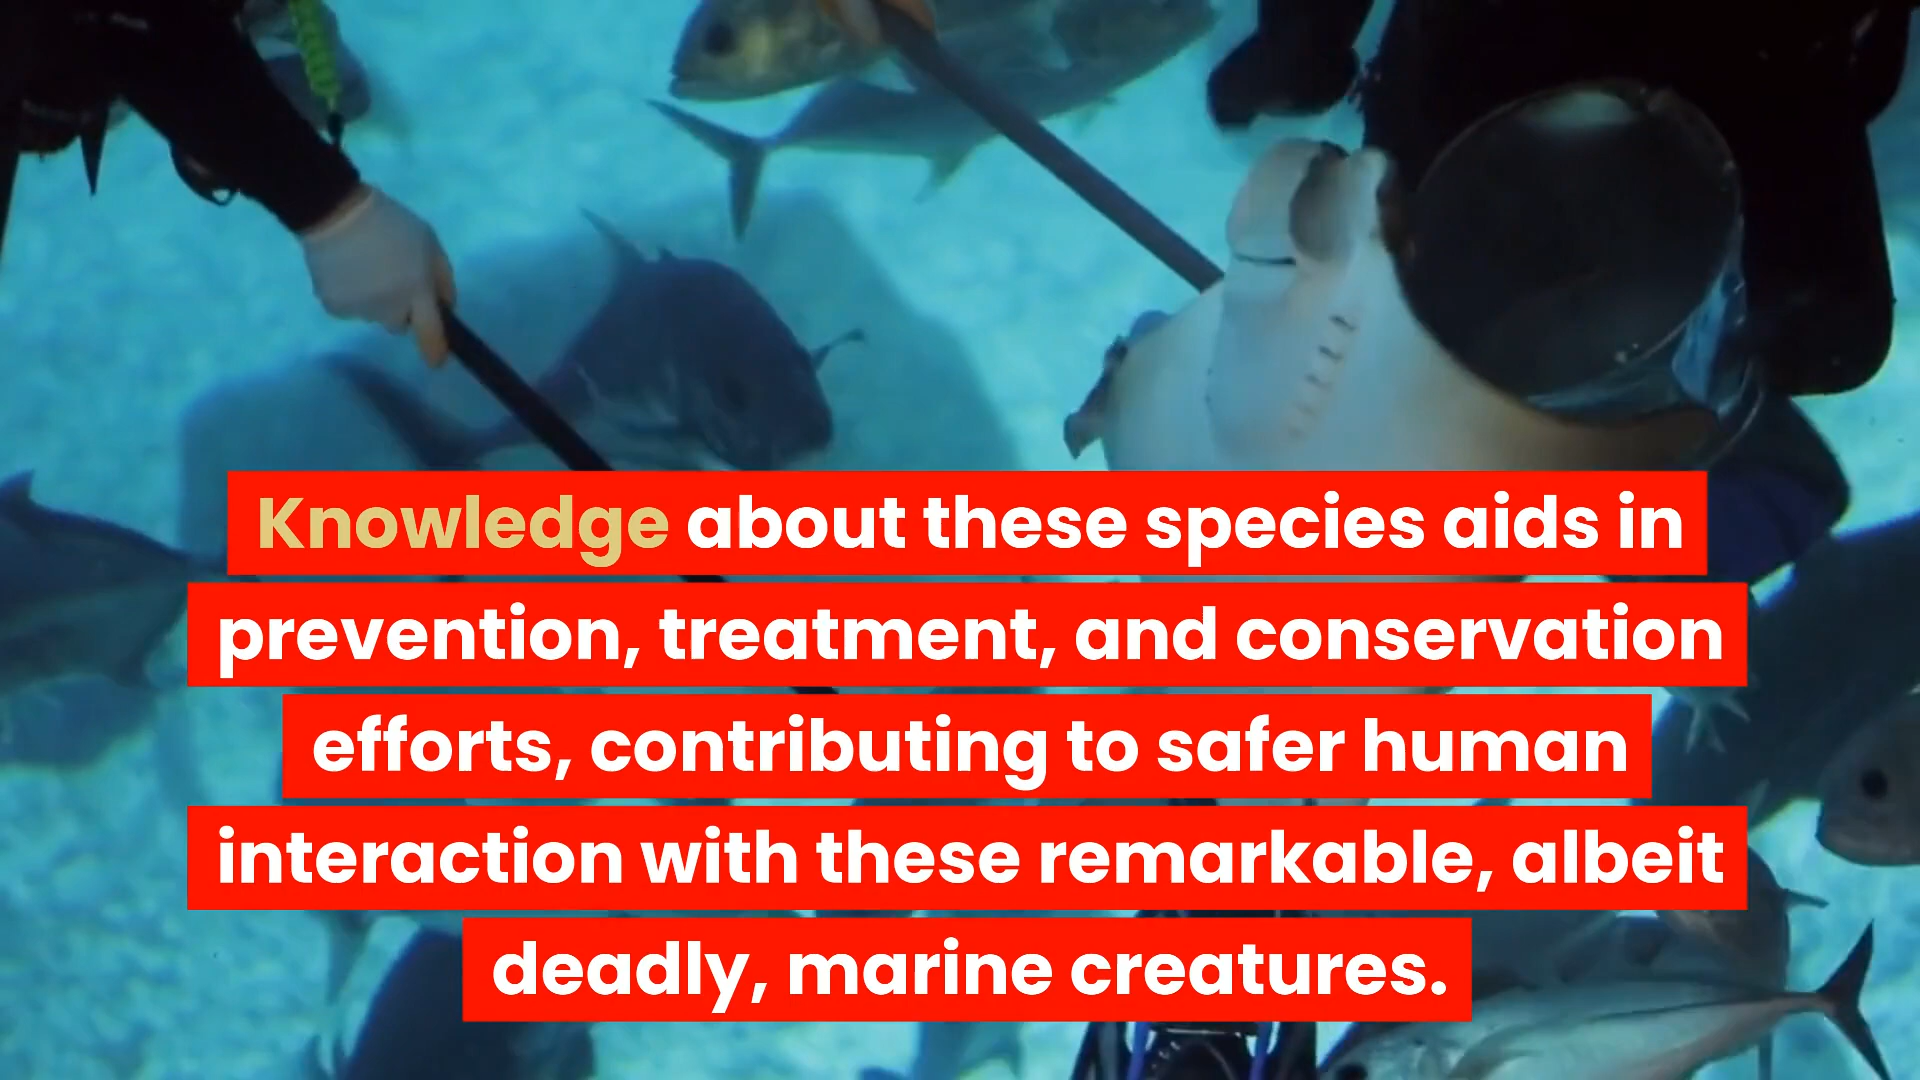 Knowledge about these species aids in
prevention, treatment, and conservation
efforts, contributing to safer human
interaction with these remarkable, albeit
deadly, marine creatures.